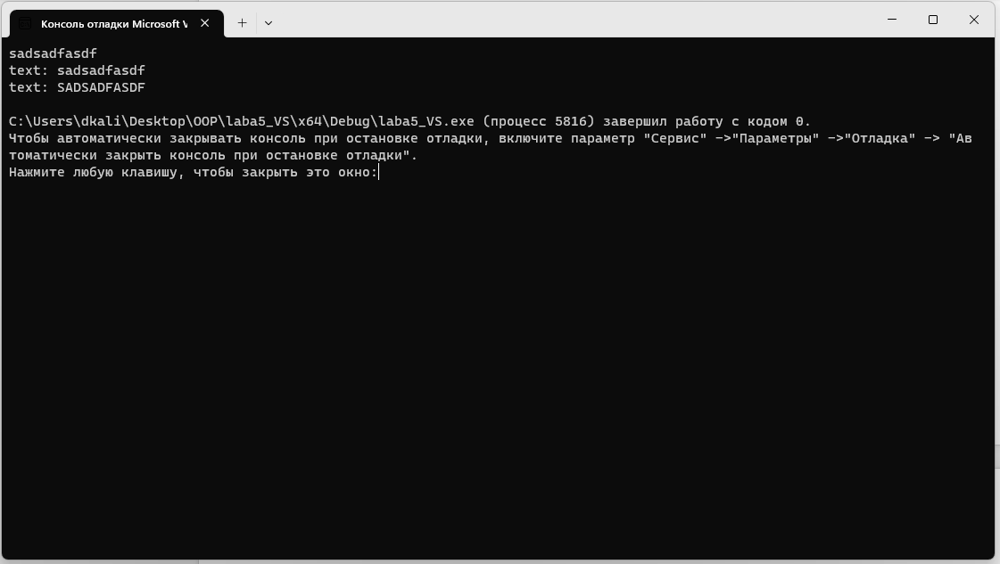 Консоль отладки Microsoft V
sadsadfasdf
text: sadsadfasdf
text: SADSADFASDF
C:\Users\dkali\Desktop\OOP\laba5_VS\x64\Debug\laba5_VS.exe (процесс 5816) завершил работу с кодом 0.
Чтобы автоматически закрывать консоль при остановке отладки, включите параметр "Сервис" ->"Параметры" ->"Отладка" -> "Ав
томатически закрыть консоль при остановке отладки".
Нажмите любую клавишу, чтобы закрыть это окно: